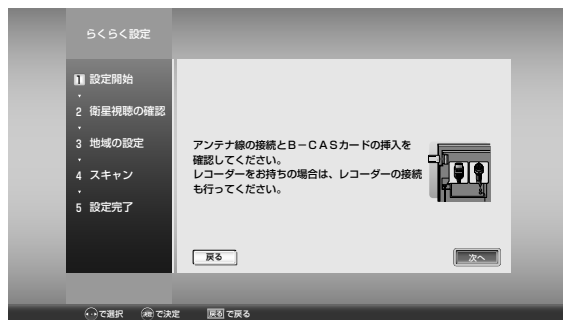 らくらく設定
1 設定開始
2 衛星視聴の確認
3 地域の設定
4 スキャン
5 設定完了
アンテナ線の接続とB－CASカードの挿入を
確認してください。
レコーダーをお持ちの場合は、レコーダーの接続
も行ってください。
戻る
次へ
で選択 決定 で決定 戻る で戻る